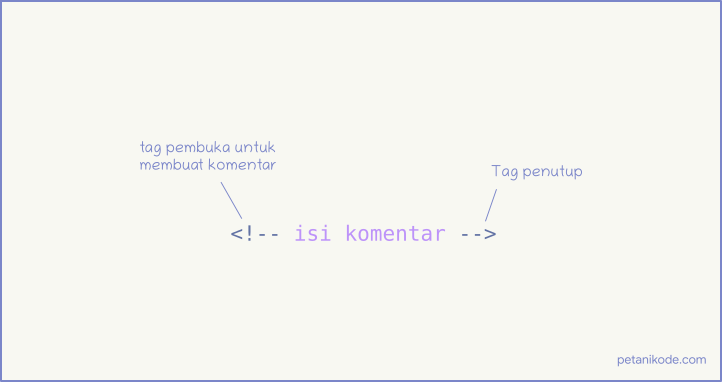 tag pembuka untuk
membuat komentar
Tag penutup
<!-- isi komentar -->
petanikode.com